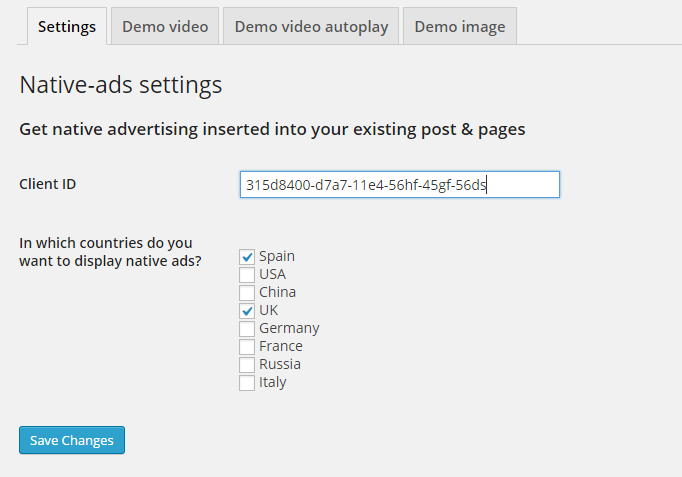 Settings Demo video Demo video autoplay Demo image
Native-ads settings
Get native advertising inserted into your existing post & pages
Client ID 315d8400-d7a7-11e4-56hf-45gf-56ds
In which countries do you
want to display native ads?
Spain
USA
China
UK
Germany
France
Russia
Italy
Save Changes